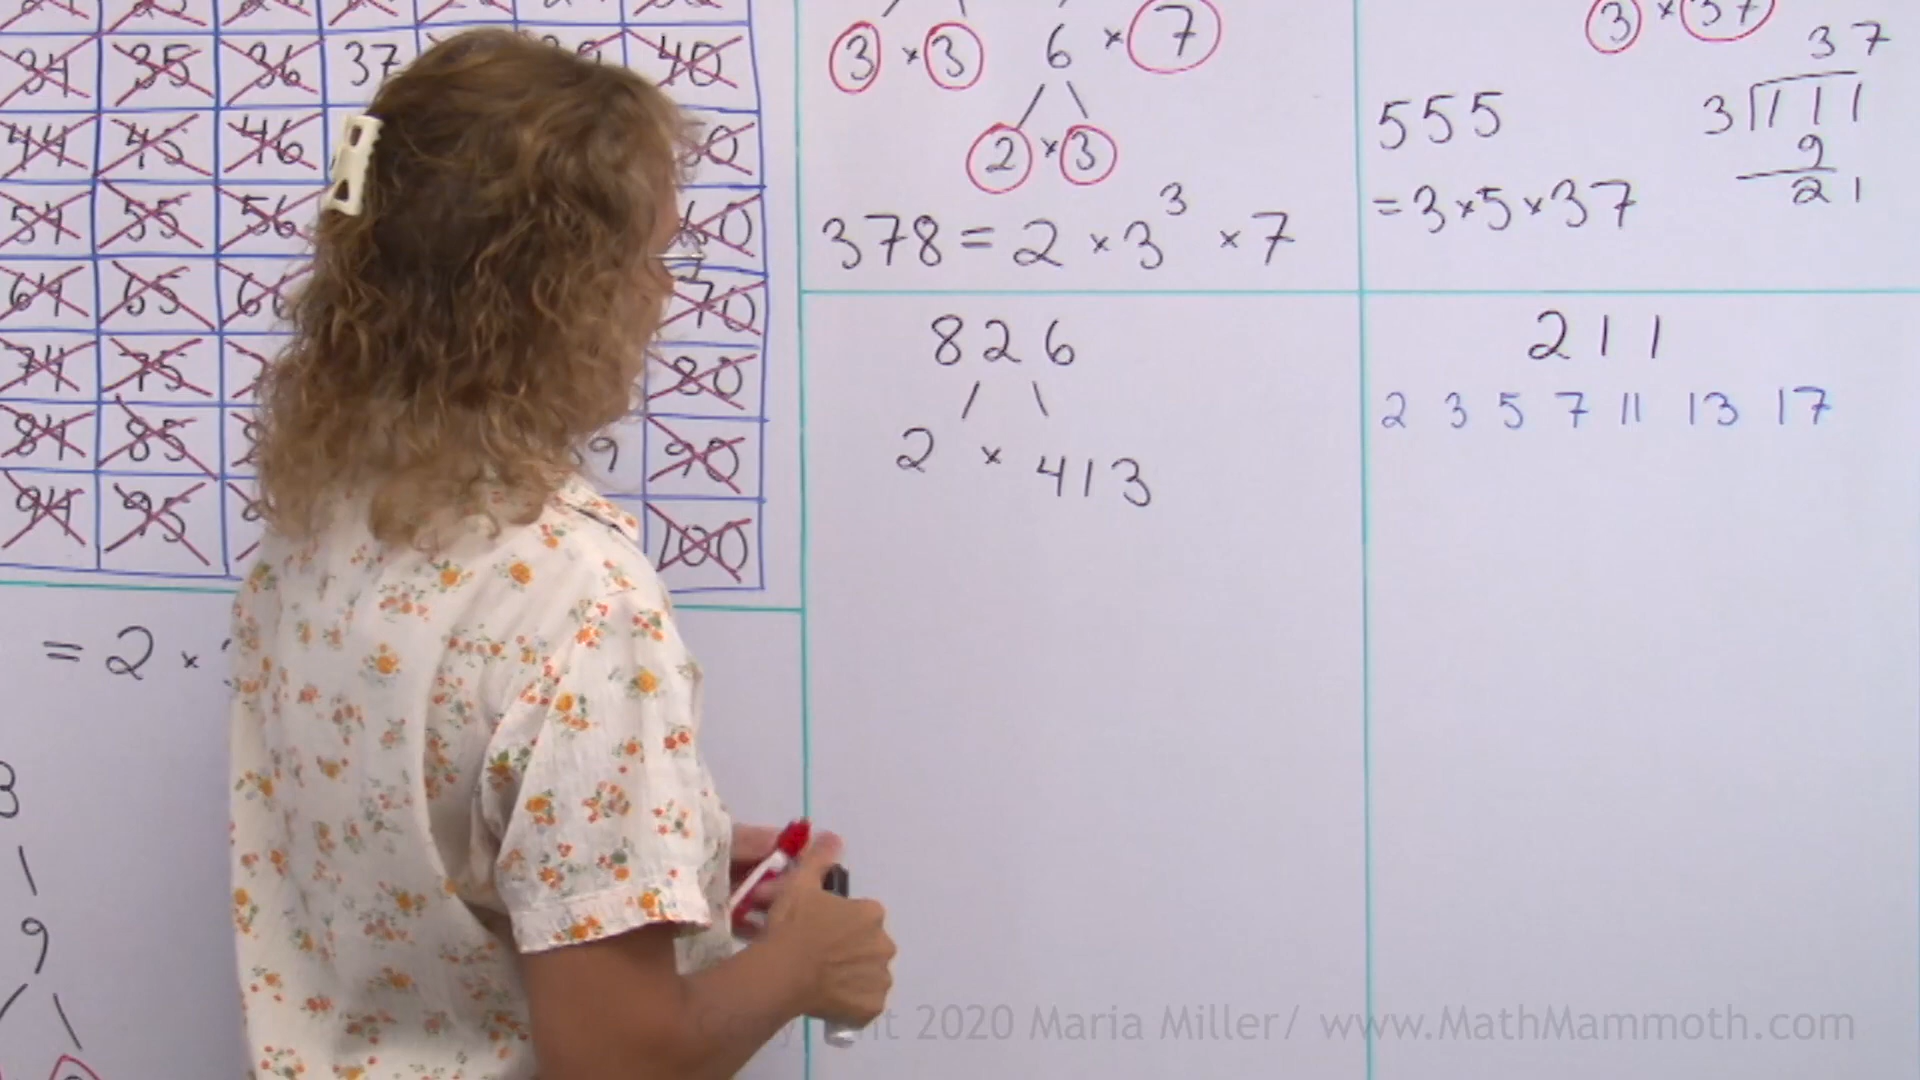 34 35 36 37 40
44 45 46 50
54 55 56 60
64 65 70
74 75 80
84 85 9 90
94 95 100
= 2 ×
9
3 × 3 6 × 7
2 × 3
378 = 2 × 3³ × 7
3 × 37
555
= 3 × 5 × 37
37
3 111
9
21
826
2 × 413
211
2 3 5 7 11 13 17
2020 Maria Miller/ www.MathMammoth.com